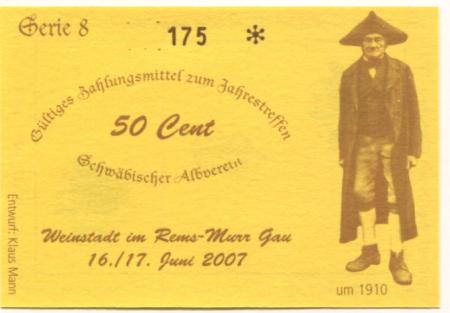 Serie 8
175 *
Gültiges Zahlungsmittel zum Jahrestreffen
50 Cent
Schwäbischer Albverein
Weinstadt im Rems-Murr Gau
16./17. Juni 2007
um 1910
Entwurf: Klaus Mann